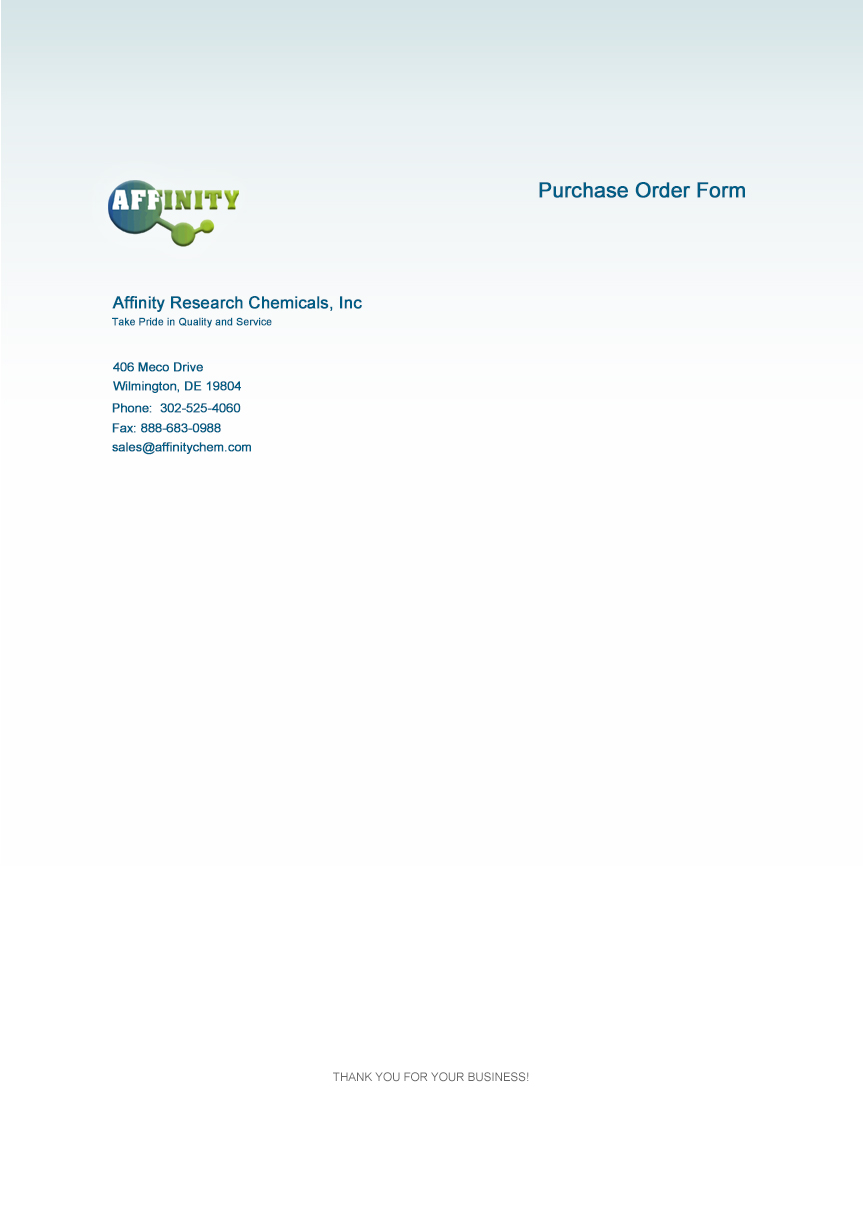 AFFINITY
Purchase Order Form
Affinity Research Chemicals, Inc
Take Pride in Quality and Service
406 Meco Drive
Wilmington, DE 19804
Phone:  302-525-4060
Fax: 888-683-0988
sales@affinitychem.com
THANK YOU FOR YOUR BUSINESS!